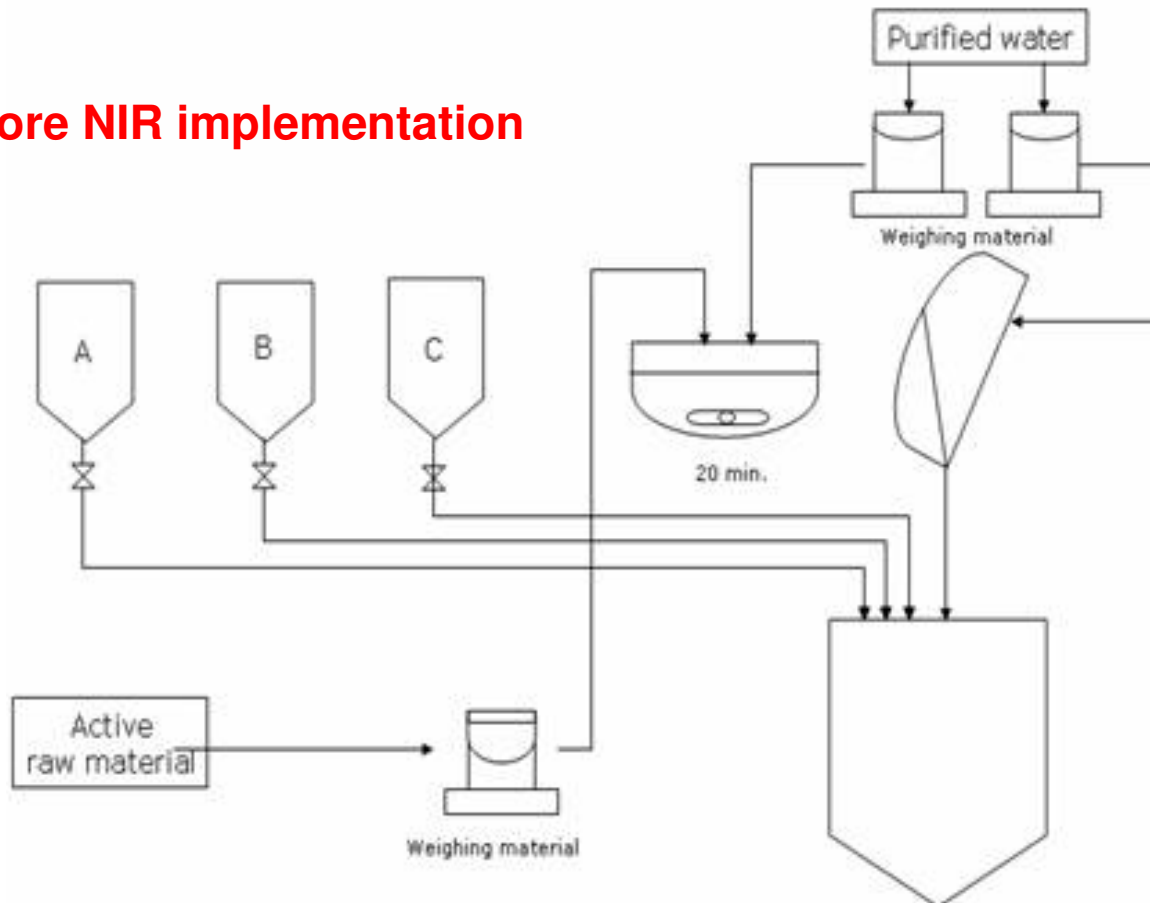 Purified water
ore NIR implementation
Weighing material
A
B
C
20 min.
Active
raw material
Weighing material